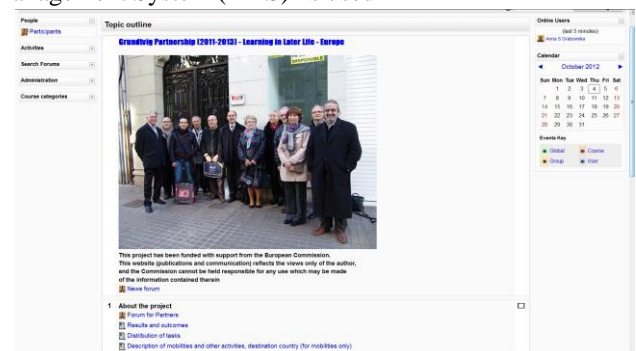 People
Participants
Activities
Search Forums
Administration
Course categories
Topic outline
Grundtvig Partnership (2011-2013) - Learning in Later Life - Europe
DISPONIBLE
This project has been funded with support from the European Commission.
This website (publications and communication) reflects the views only of the author,
and the Commission cannot be held responsible for any use which may be made
of the information contained therein
News forum
1 About the project
Forum for Partners
Results and outcomes
Distribution of tasks
Description of mobilities and other activities, destination country (for mobilities only)
Online Users
(last 5 minutes)
Anna S Grabowska
Calendar
◄ October 2012 ►
Sun Mon Tue Wed Thu Fri Sat
1 2 3 4 5 6
7 8 9 10 11 12 13
14 15 16 17 18 19 20
21 22 23 24 25 26 27
28 29 30 31
Events Key
Global Course
Group User